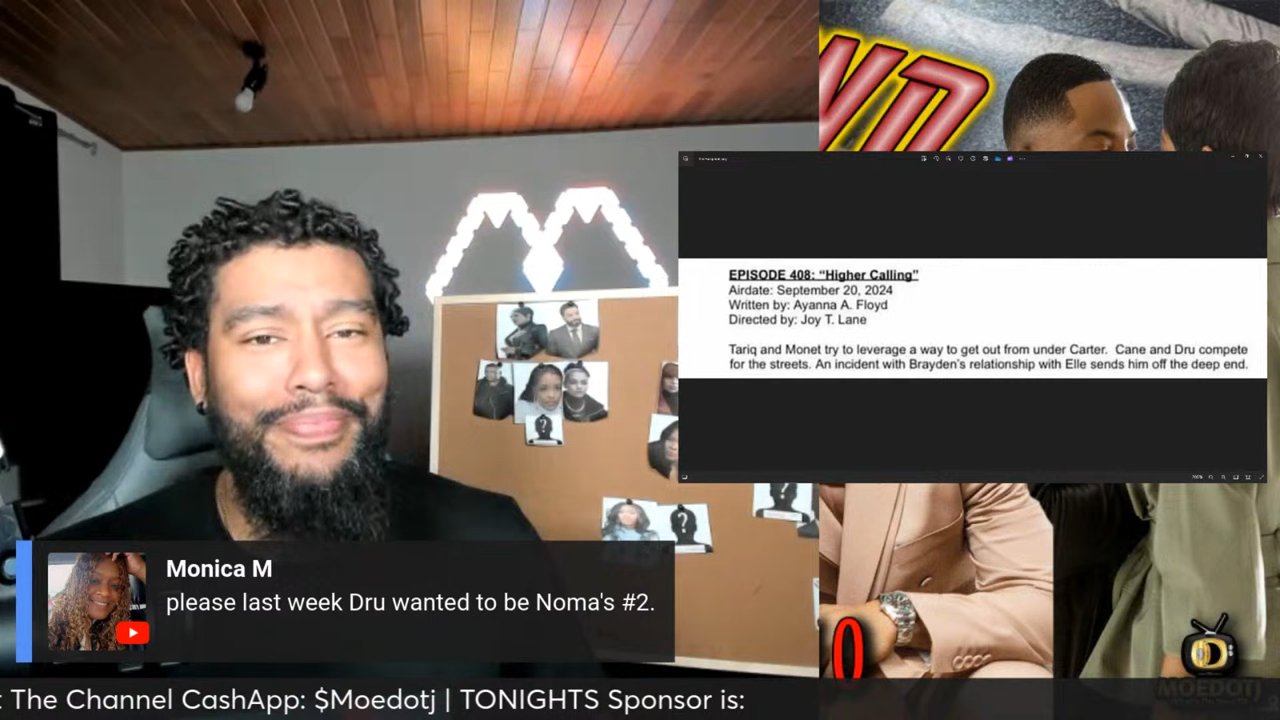 ND
EPISODE 408: “Higher Calling”
Airdate: September 20, 2024
Written by: Ayanna A. Floyd
Directed by: Joy T. Lane
Tariq and Monet try to leverage a way to get out from under Carter.  Cane and Dru compete
for the streets. An incident with Brayden's relationship with Elle sends him off the deep end.
Monica M
please last week Dru wanted to be Noma's #2.
0
MOEDOTJ
: The Channel CashApp: $Moedotj | TONIGHTS Sponsor is: